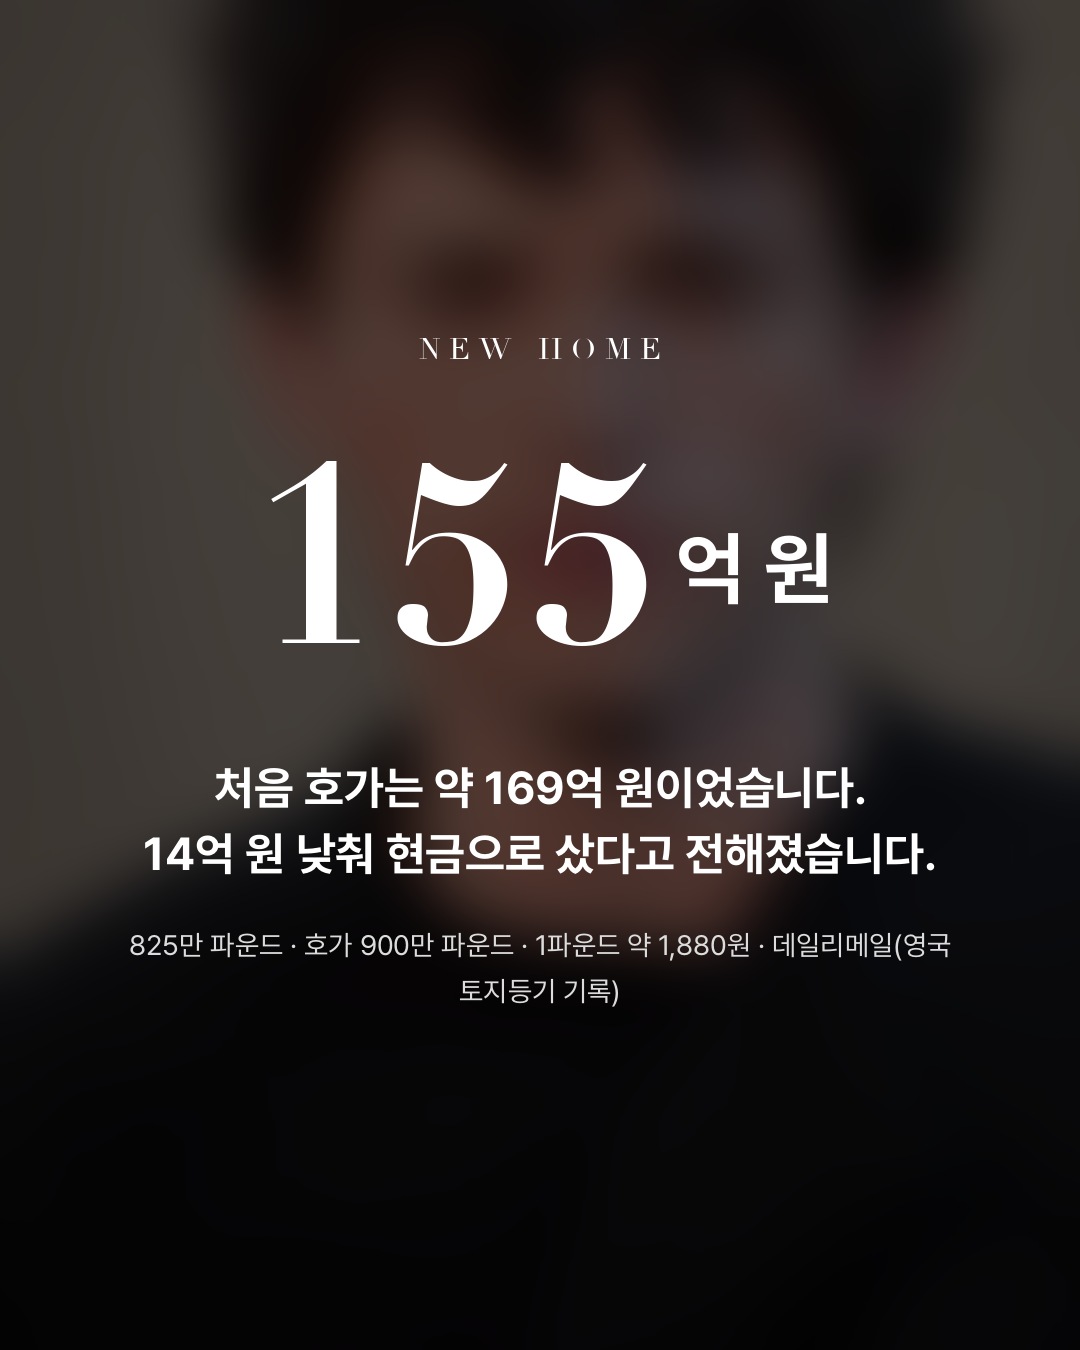 NEW HOME
155억 원
처음 호가는 약 169억 원이었습니다.
14억 원 낮춰 현금으로 샀다고 전해졌습니다.
825만 파운드 · 호가 900만 파운드 · 1파운드 약 1,880원 · 데일리메일(영국
토지등기 기록)